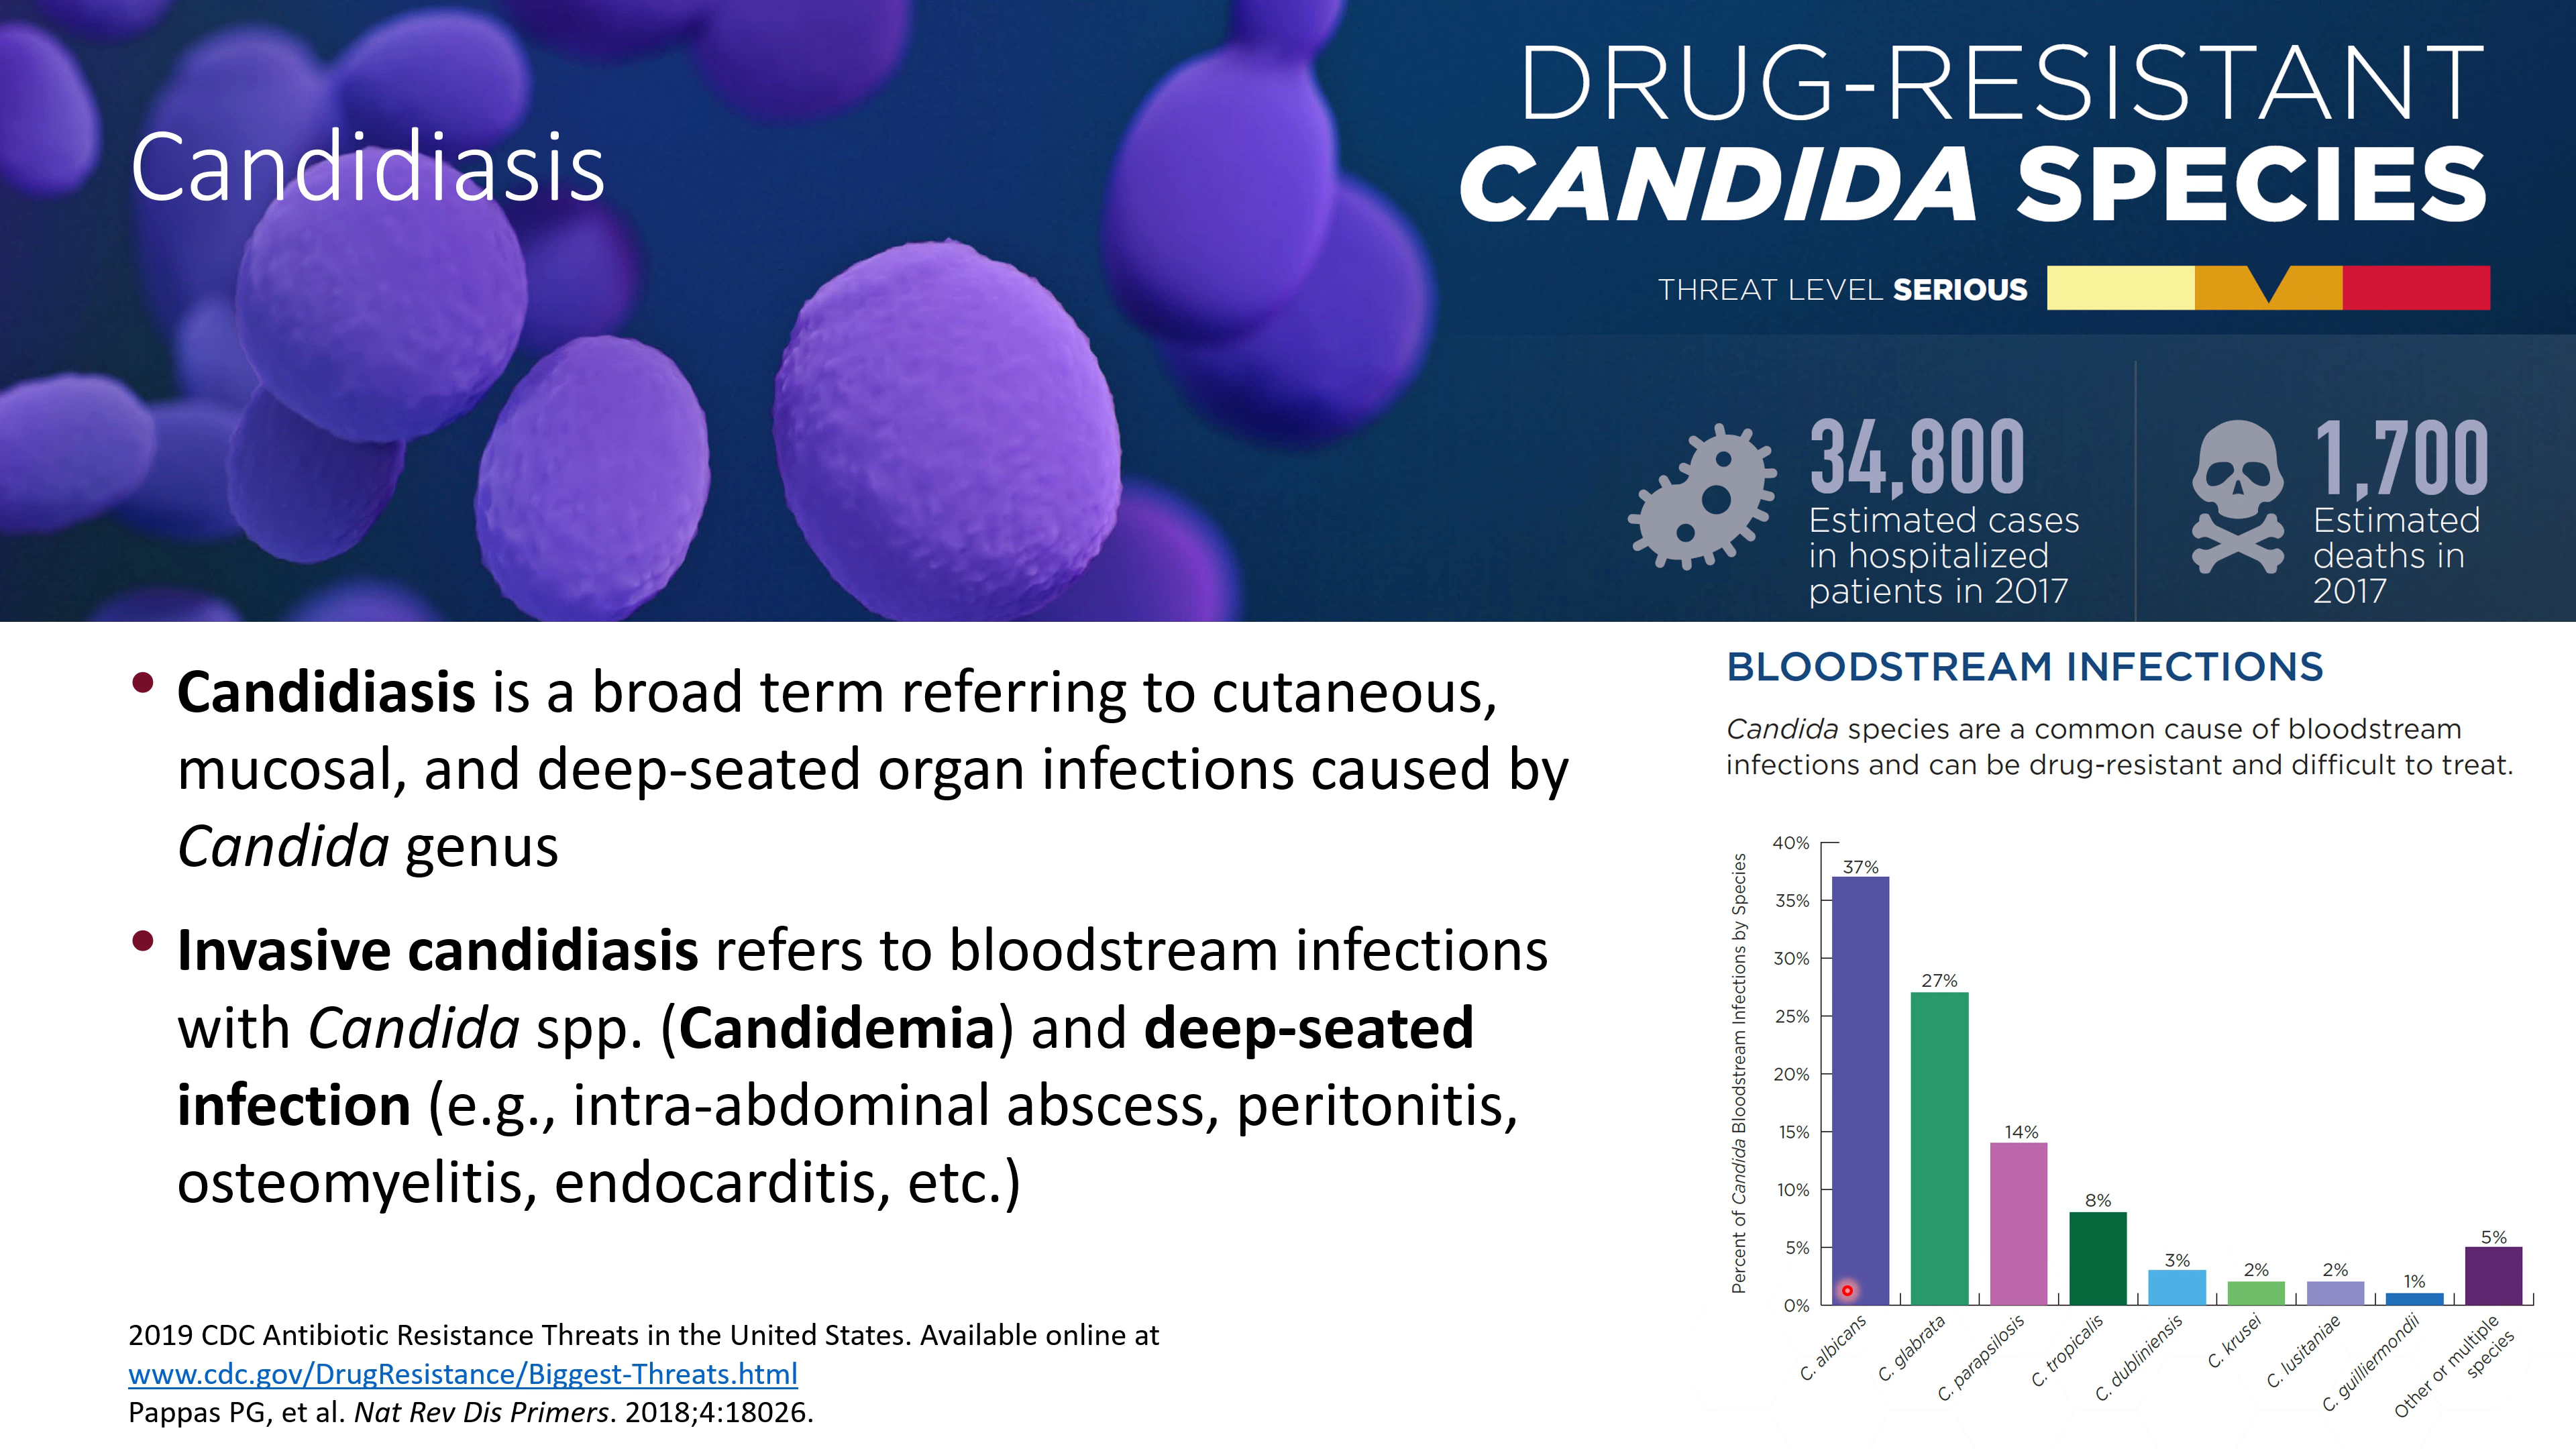 Candidiasis
DRUG-RESISTANT
CANDIDA SPECIES
THREAT LEVEL SERIOUS
34,800
Estimated cases
in hospitalized
patients in 2017
1,700
Estimated
deaths in
2017
• Candidiasis is a broad term referring to cutaneous,
mucosal, and deep-seated organ infections caused by
Candida genus
• Invasive candidiasis refers to bloodstream infections
with Candida spp. (Candidemia) and deep-seated
infection (e.g., intra-abdominal abscess, peritonitis,
osteomyelitis, endocarditis, etc.)
2019 CDC Antibiotic Resistance Threats in the United States. Available online at
www.cdc.gov/DrugResistance/Biggest-Threats.html
Pappas PG, et al. Nat Rev Dis Primers. 2018;4:18026.
BLOODSTREAM INFECTIONS
Candida species are a common cause of bloodstream
infections and can be drug-resistant and difficult to treat.
Percent of Candida Bloodstream Infections by Species
40%
35%
30%
25%
20%
15%
10%
5%
0%
37%
27%
14%
8%
3%
2%
2%
1%
5%
C. albicans
C. glabrata
C. parapsilosis
C. tropicalis
C. dubliniensis
C. krusei
C. lusitaniae
C. guilliermondii
Other or multiple
species